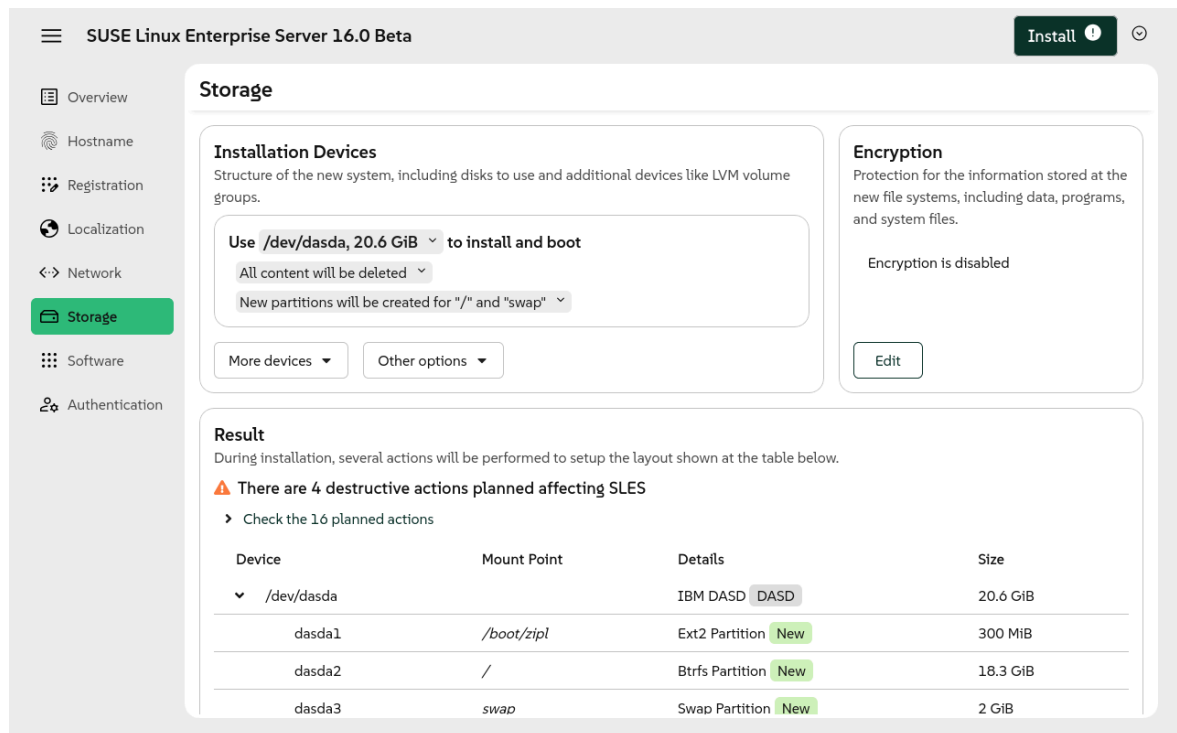 SUSE Linux Enterprise Server 16.0 Beta
Install
Overview
Hostname
Registration
Localization
Network
Storage
Software
Authentication
Storage
Installation Devices
Structure of the new system, including disks to use and additional devices like LVM volume
groups.
Use /dev/dasda, 20.6 GiB to install and boot
All content will be deleted
New partitions will be created for "/" and "swap"
More devices Other options
Encryption
Protection for the information stored at the
new file systems, including data, programs,
and system files.
Encryption is disabled
Edit
Result
During installation, several actions will be performed to setup the layout shown at the table below.
There are 4 destructive actions planned affecting SLES
Check the 16 planned actions
Device Mount Point Details Size
/dev/dasda IBM DASD DASD 20.6 GiB
dasda1 /boot/zipl Ext2 Partition New 300 MiB
dasda2 / Btrfs Partition New 18.3 GiB
dasda3 swap Swap Partition New 2 GiB